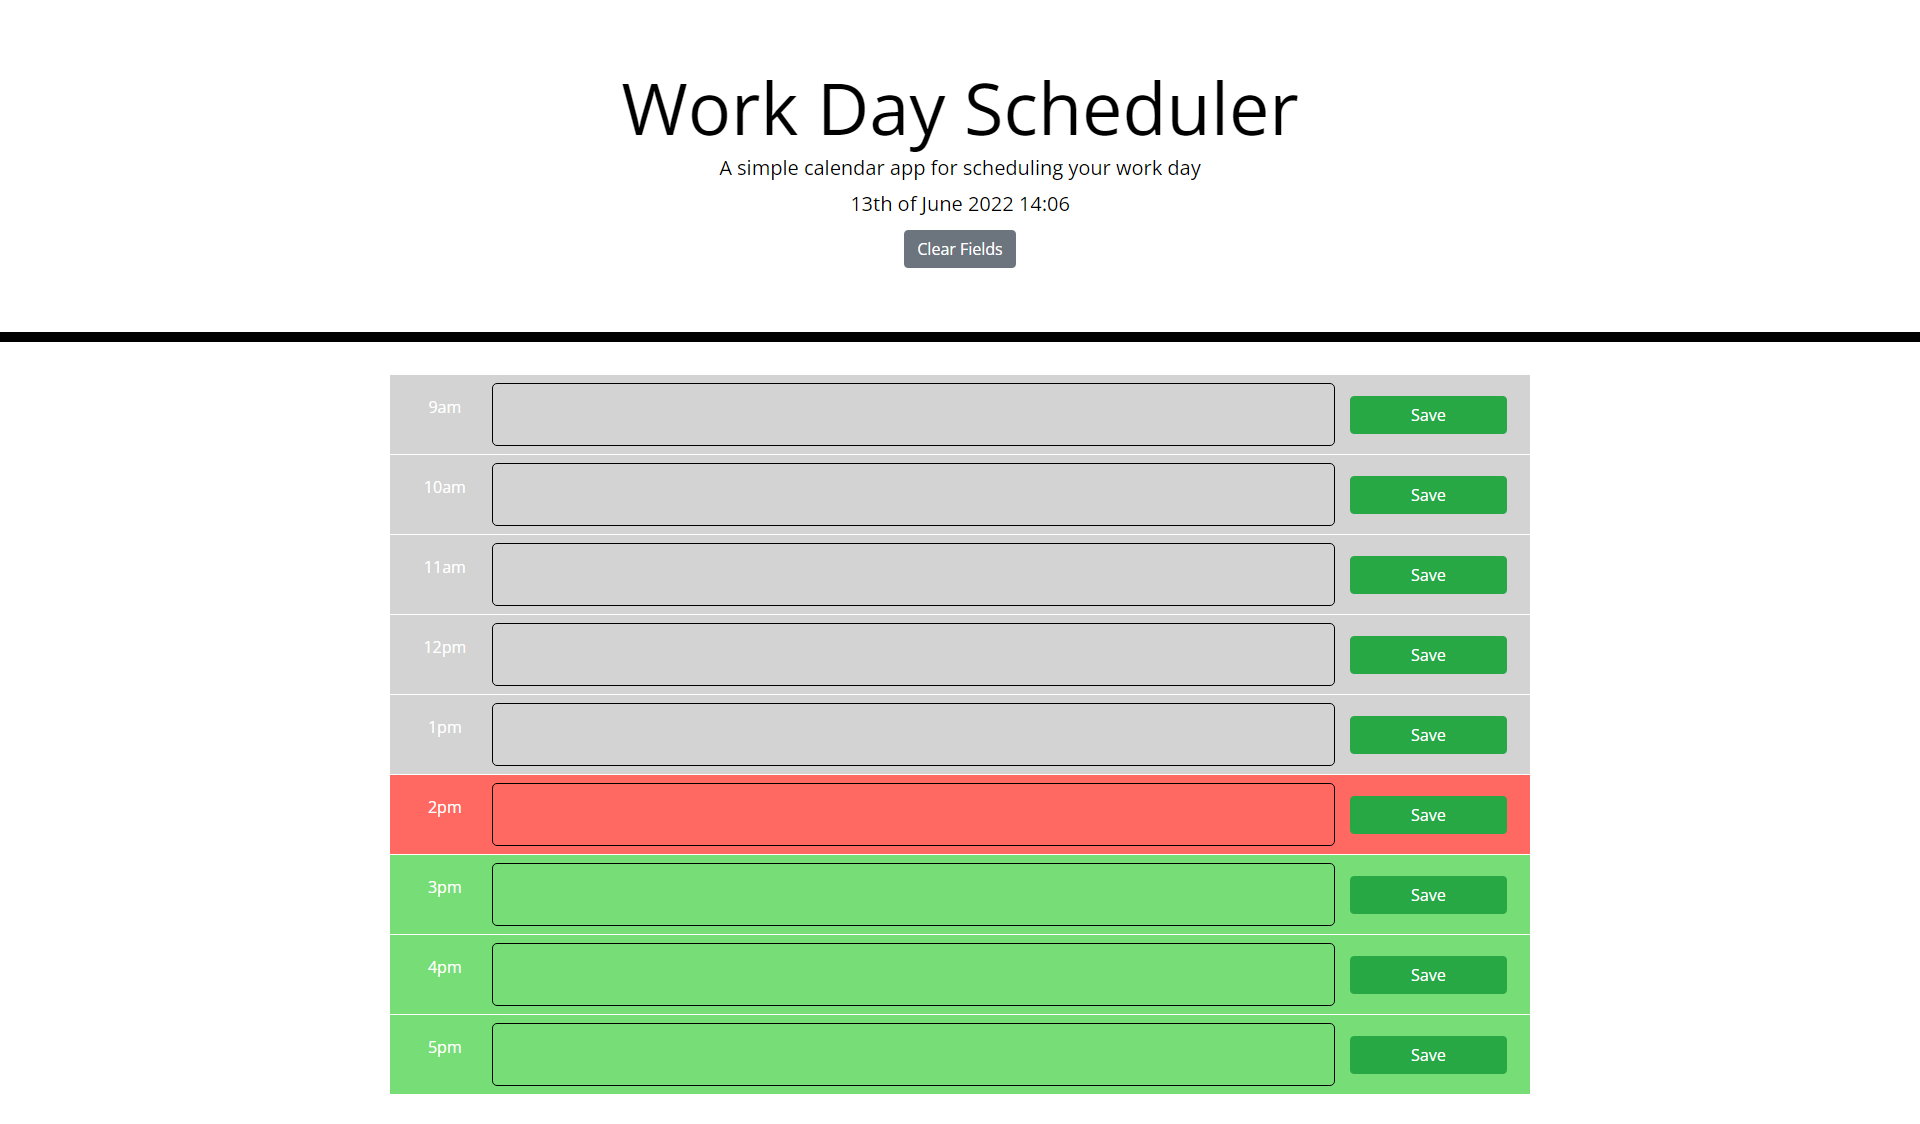 Work Day Scheduler
A simple calendar app for scheduling your work day
13th of June 2022 14:06
Clear Fields
9am Save
10am Save
11am Save
12pm Save
1pm Save
2pm Save
3pm Save
4pm Save
5pm Save